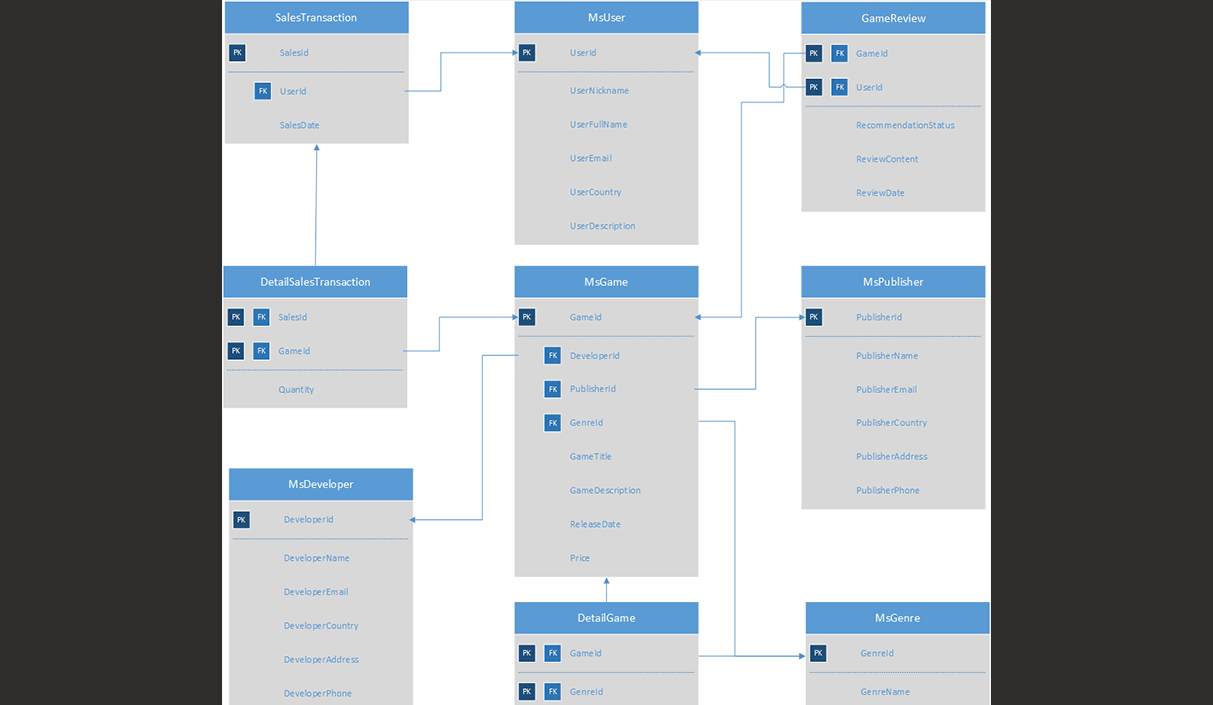 SalesTransaction
PK SalesId
FK UserId
SalesDate
MsUser
PK UserId
UserNickname
UserFullName
UserEmail
UserCountry
UserDescription
GameReview
PK FK GameId
PK FK UserId
RecommendationStatus
ReviewContent
ReviewDate
DetailSalesTransaction
PK FK SalesId
PK FK GameId
Quantity
MsGame
PK GameId
FK DeveloperId
FK PublisherId
FK GenreId
GameTitle
GameDescription
ReleaseDate
Price
MsPublisher
PK PublisherId
PublisherName
PublisherEmail
PublisherCountry
PublisherAddress
PublisherPhone
MsDeveloper
PK DeveloperId
DeveloperName
DeveloperEmail
DeveloperCountry
DeveloperAddress
DeveloperPhone
DetailGame
PK FK GameId
PK FK GenreId
MsGenre
PK GenreId
GenreName